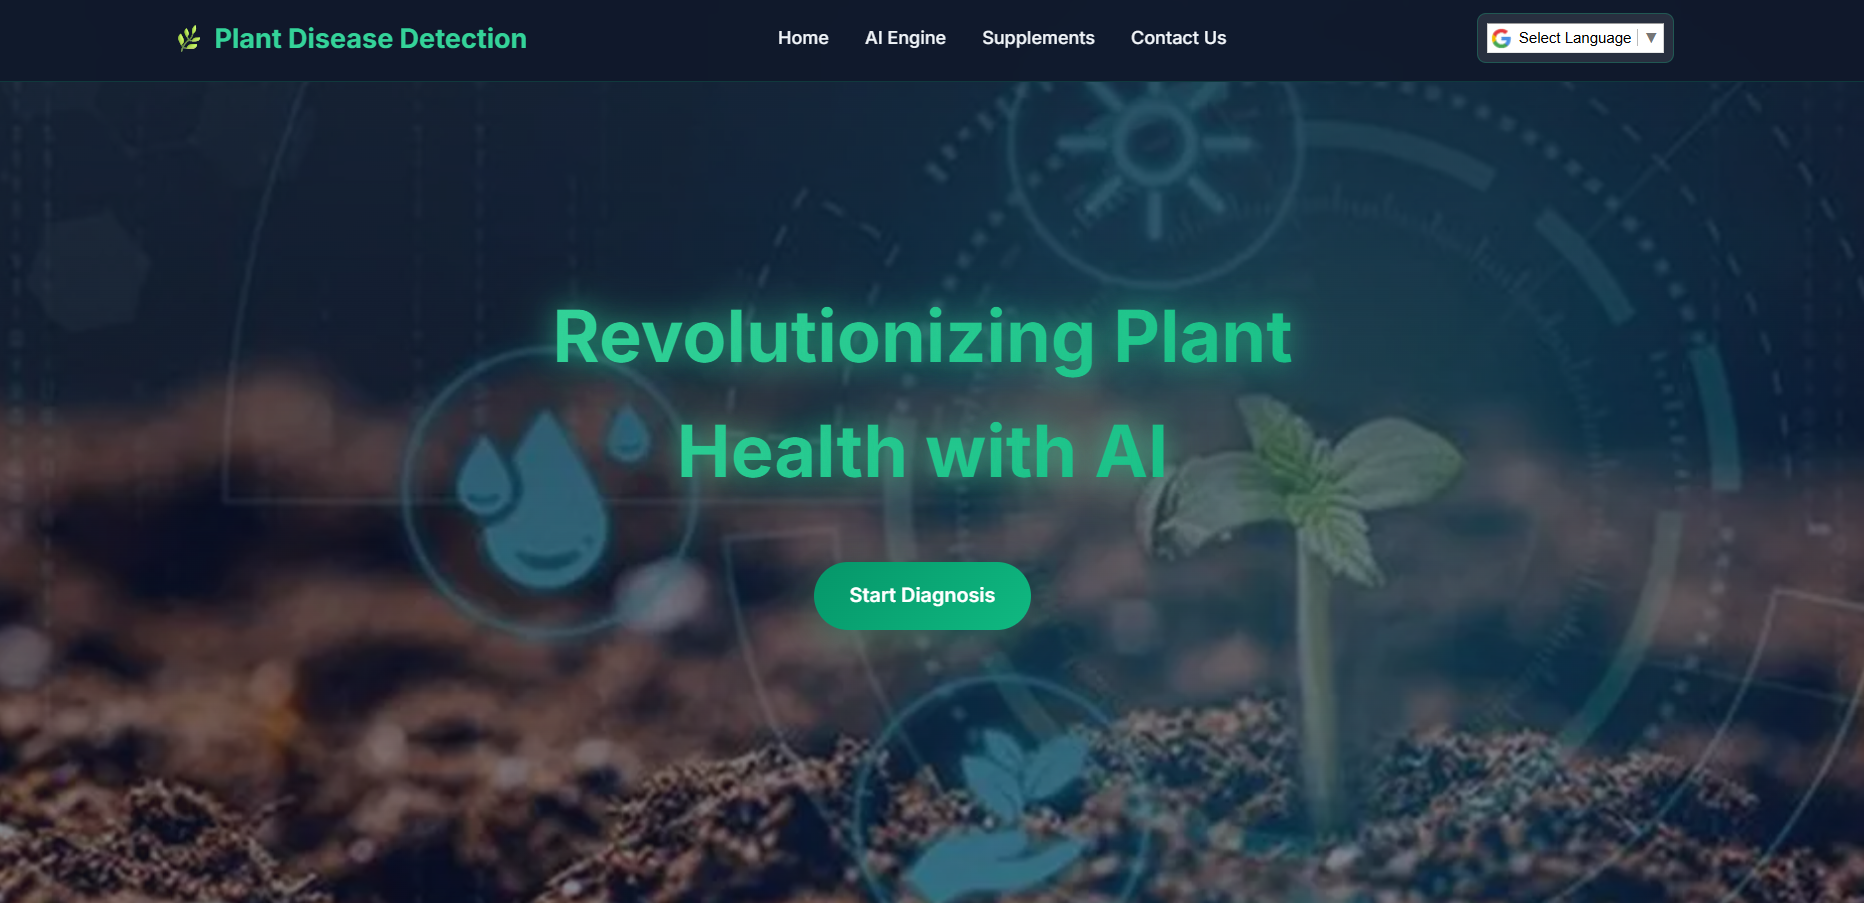 Plant Disease Detection
Home
AI Engine
Supplements
Contact Us
Select Language
Revolutionizing Plant
Health with AI
Start Diagnosis